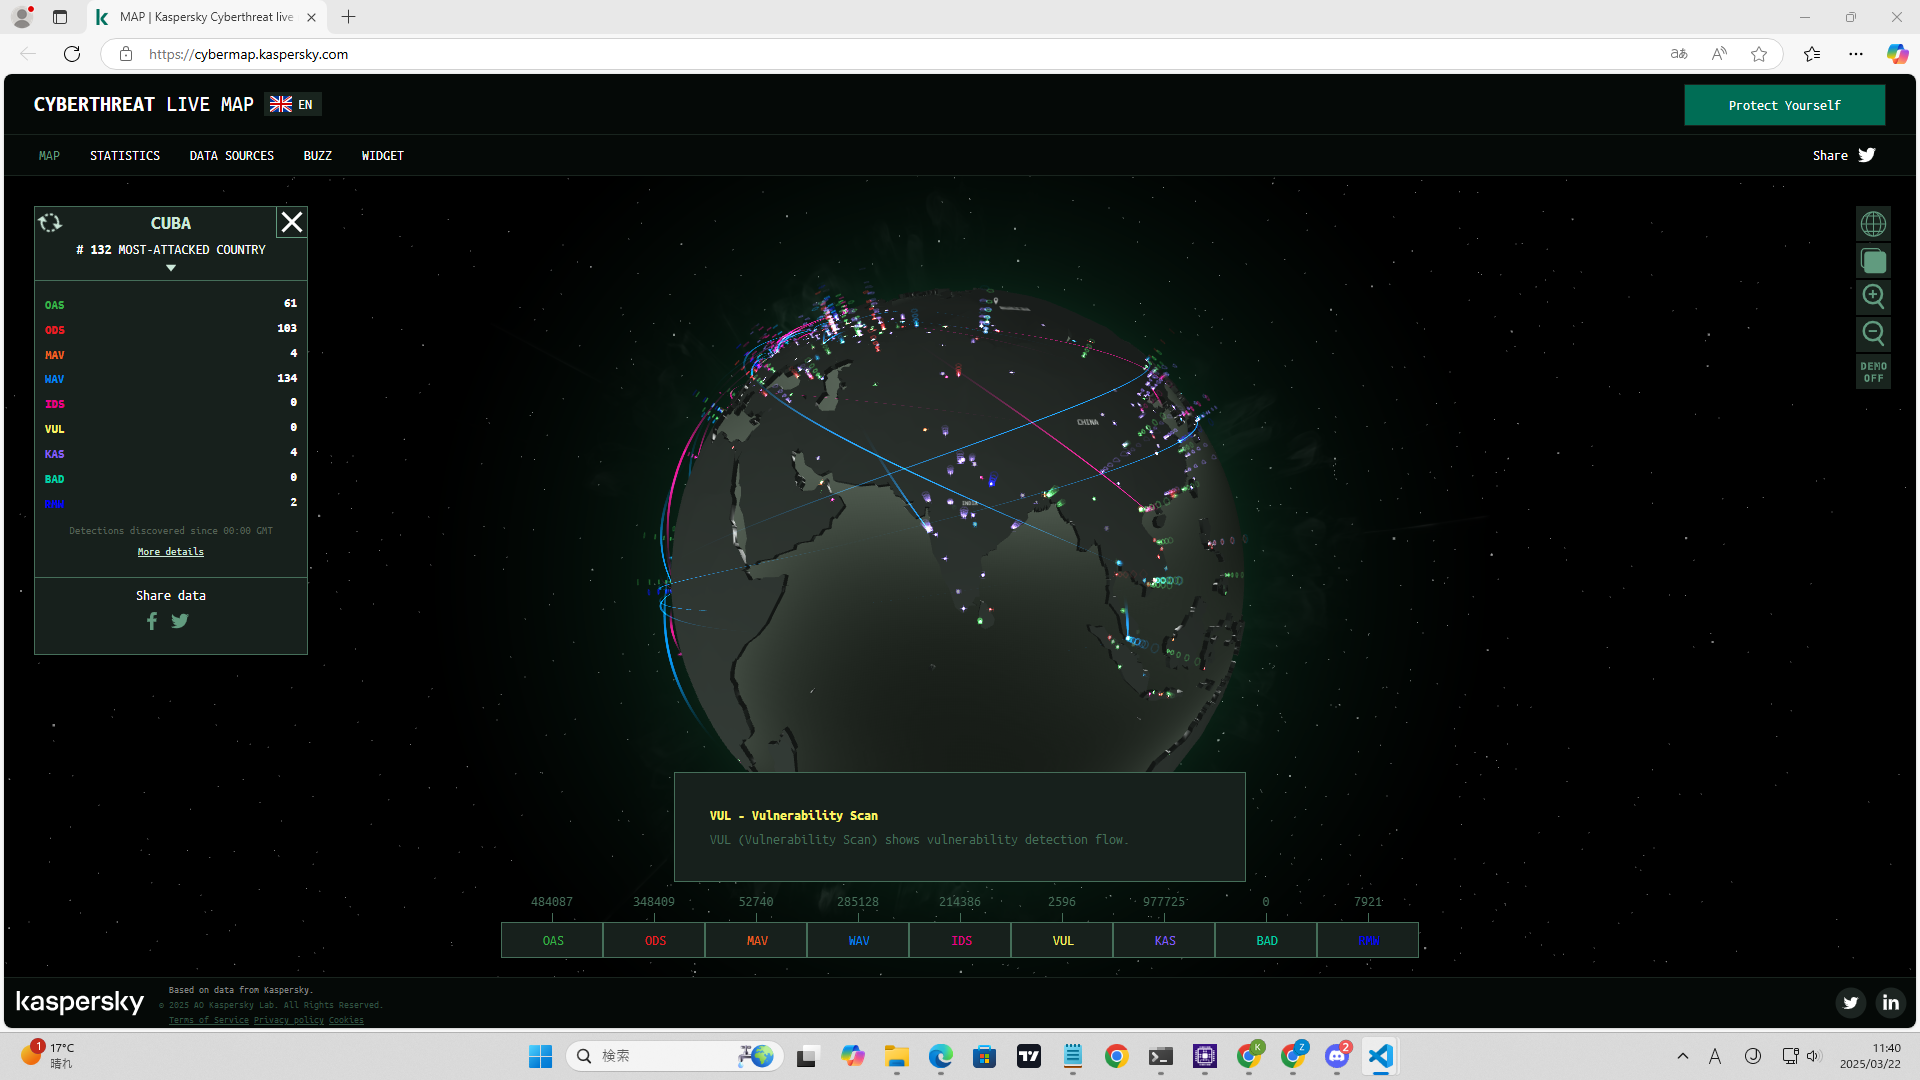 MAP | Kaspersky Cyberthreat live
https://cybermap.kaspersky.com
CYBERTHREAT LIVE MAP
EN
Protect Yourself
MAP
STATISTICS
DATA SOURCES
BUZZ
WIDGET
Share
CUBA
# 132 MOST-ATTACKED COUNTRY
OAS 61
ODS 103
MAV 4
WAV 134
IDS 0
VUL 0
KAS 4
BAD 0
RMW 2
Detections discovered since 00:00 GMT
More details
Share data
DEMO
OFF
CHINA
INDIA
VUL - Vulnerability Scan
VUL (Vulnerability Scan) shows vulnerability detection flow.
484087 348409 52740 285128 214386 2596 977725 0 7921
OAS ODS MAV WAV IDS VUL KAS BAD RMW
kaspersky
Based on data from Kaspersky.
© 2025 AO Kaspersky Lab. All Rights Reserved.
Terms of Service Privacy policy Cookies
1
17°C
晴れ
検索
K
Z
2
A
11:40
2025/03/22